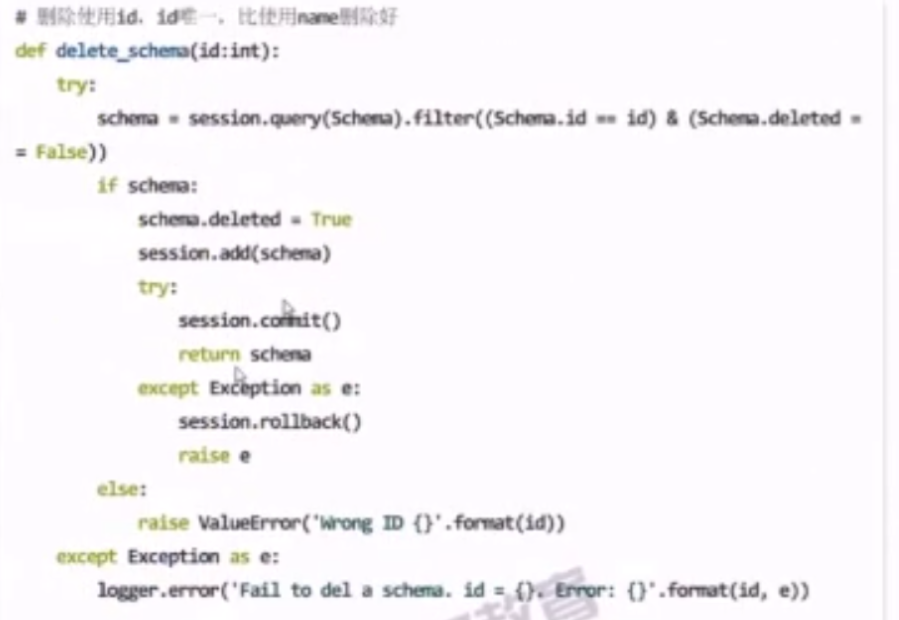 # 删除使用id，id唯一，比使用name删除好
def delete_schema(id:int):
    try:
        schema = session.query(Schema).filter((Schema.id == id) & (Schema.deleted =
= False))
        if schema:
            schema.deleted = True
            session.add(schema)
            try:
                session.commit()
                return schema
            except Exception as e:
                session.rollback()
                raise e
        else:
            raise ValueError('Wrong ID {}'.format(id))
    except Exception as e:
        logger.error('Fail to del a schema. id = {}. Error: {}'.format(id, e))
教育